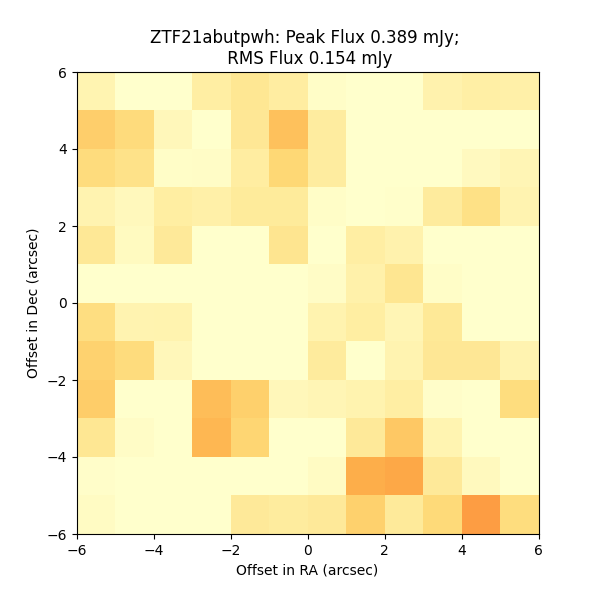 ZTF21abutpwh: Peak Flux 0.389 mJy;
RMS Flux 0.154 mJy
6
4
2
0
−2
−4
−6
Offset in Dec (arcsec)
−6 −4 −2 0 2 4 6
Offset in RA (arcsec)